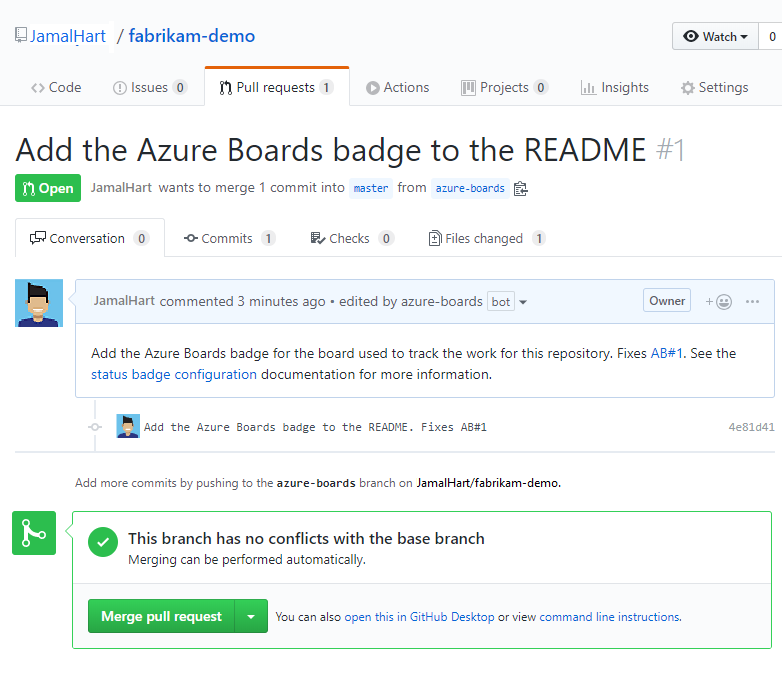 JamalHart / fabrikam-demo
Watch 0
Code Issues 0 Pull requests 1 Actions Projects 0 Insights Settings
Add the Azure Boards badge to the README #1
Open JamalHart wants to merge 1 commit into master from azure-boards
Conversation 0 Commits 1 Checks 0 Files changed 1
JamalHart commented 3 minutes ago • edited by azure-boards bot Owner + ...
Add the Azure Boards badge for the board used to track the work for this repository. Fixes AB#1. See the
status badge configuration documentation for more information.
Add the Azure Boards badge to the README. Fixes AB#1 4e81d41
Add more commits by pushing to the azure-boards branch on JamalHart/fabrikam-demo.
This branch has no conflicts with the base branch
Merging can be performed automatically.
Merge pull request You can also open this in GitHub Desktop or view command line instructions.